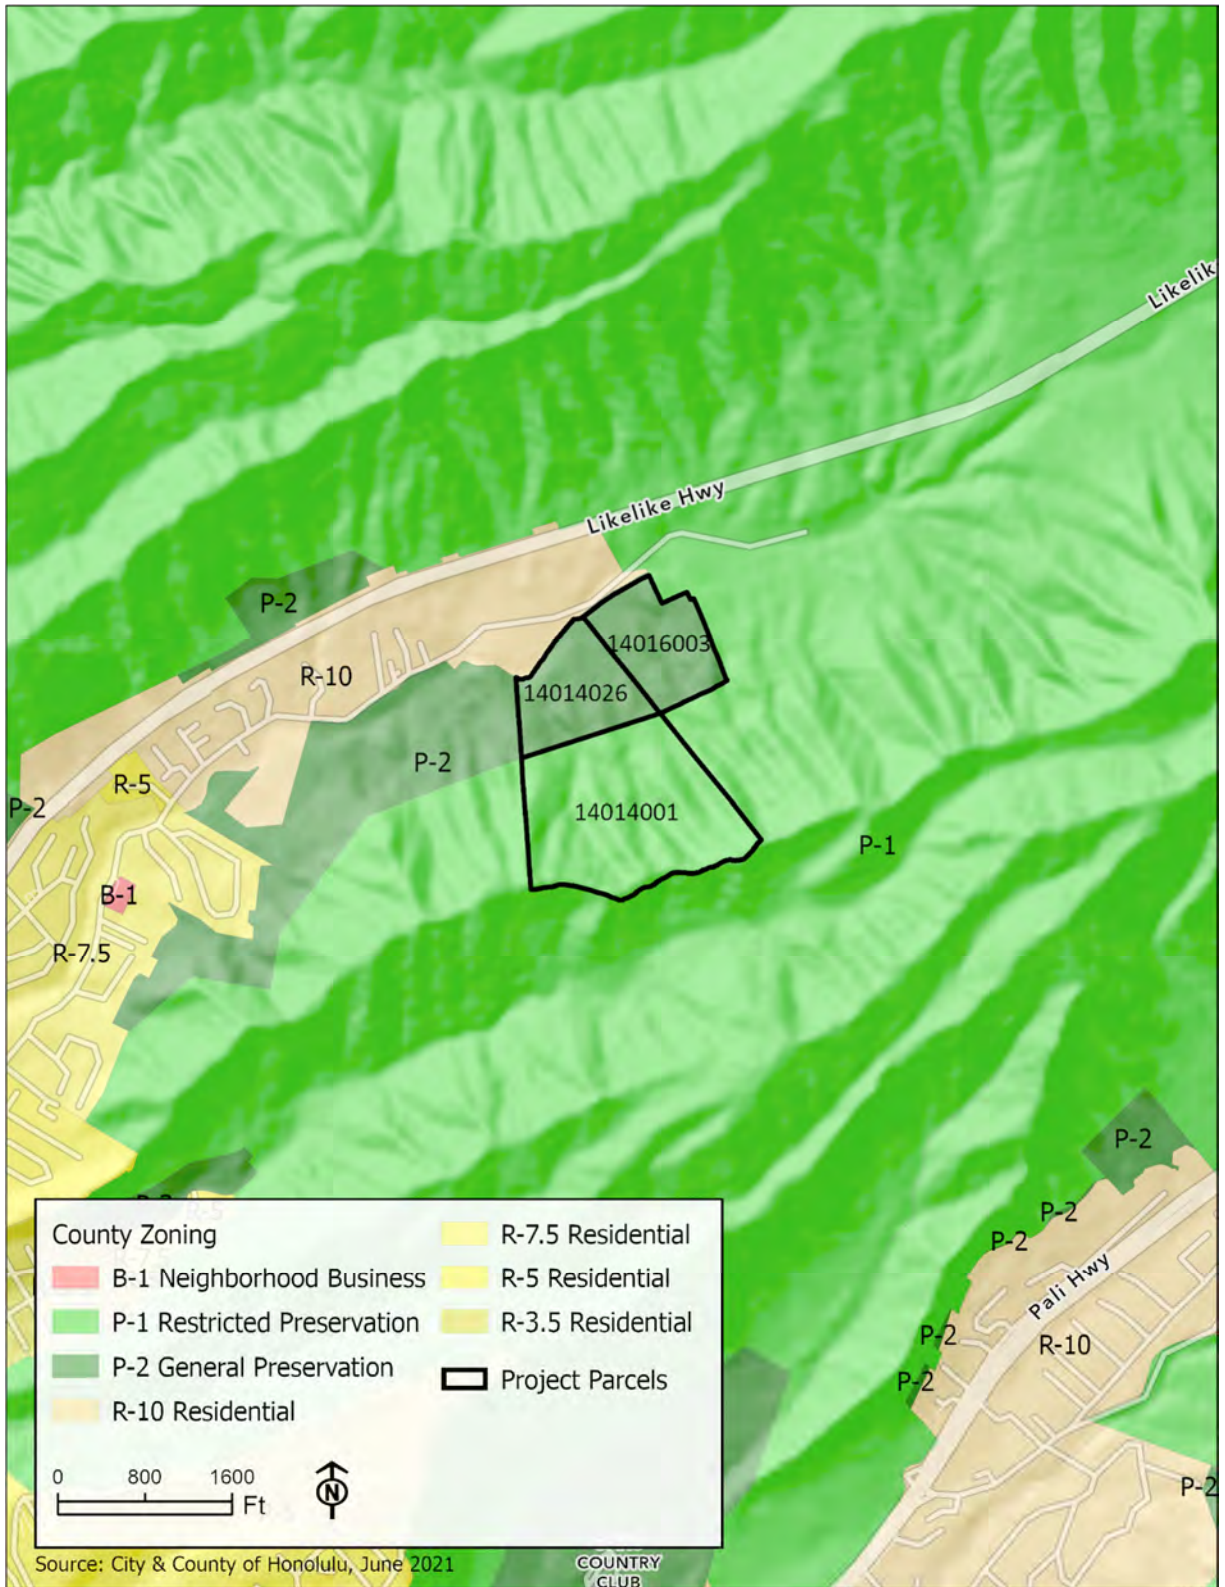 Likelik
Likelike Hwy
P-2
14016003
R-10
14014026
P-2
R-5
P-2
14014001
P-1
B-1
R-7.5
P-2
P-2
P-2
Pali Hwy
P-2
R-10
P-2
P-2
R-5
County Zoning
B-1 Neighborhood Business
P-1 Restricted Preservation
P-2 General Preservation
R-10 Residential
R-7.5 Residential
R-5 Residential
R-3.5 Residential
Project Parcels
0 800 1600
Ft
N
Source: City & County of Honolulu, June 2021
COUNTRY
CLUB